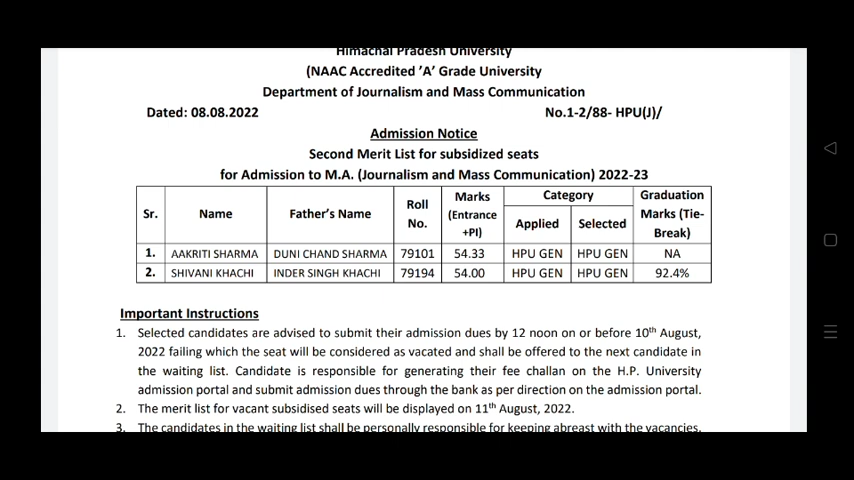 Himachal Pradesh University
(NAAC Accredited 'A' Grade University
Department of Journalism and Mass Communication
Dated: 08.08.2022 No.1-2/88- HPU(J)/
Admission Notice
Second Merit List for subsidized seats
for Admission to M.A. (Journalism and Mass Communication) 2022-23
Sr. Name Father's Name Roll No. Marks (Entrance +PI) Category Applied Selected Graduation Marks (Tie-Break)
1. AAKRITI SHARMA DUNI CHAND SHARMA 79101 54.33 HPU GEN HPU GEN NA
2. SHIVANI KHACHI INDER SINGH KHACHI 79194 54.00 HPU GEN HPU GEN 92.4%
Important Instructions
1. Selected candidates are advised to submit their admission dues by 12 noon on or before 10th August,
2022 failing which the seat will be considered as vacated and shall be offered to the next candidate in
the waiting list. Candidate is responsible for generating their fee challan on the H.P. University
admission portal and submit admission dues through the bank as per direction on the admission portal.
2. The merit list for vacant subsidised seats will be displayed on 11th August, 2022.
3. The candidates in the waiting list shall be personally responsible for keeping abreast with the vacancies.